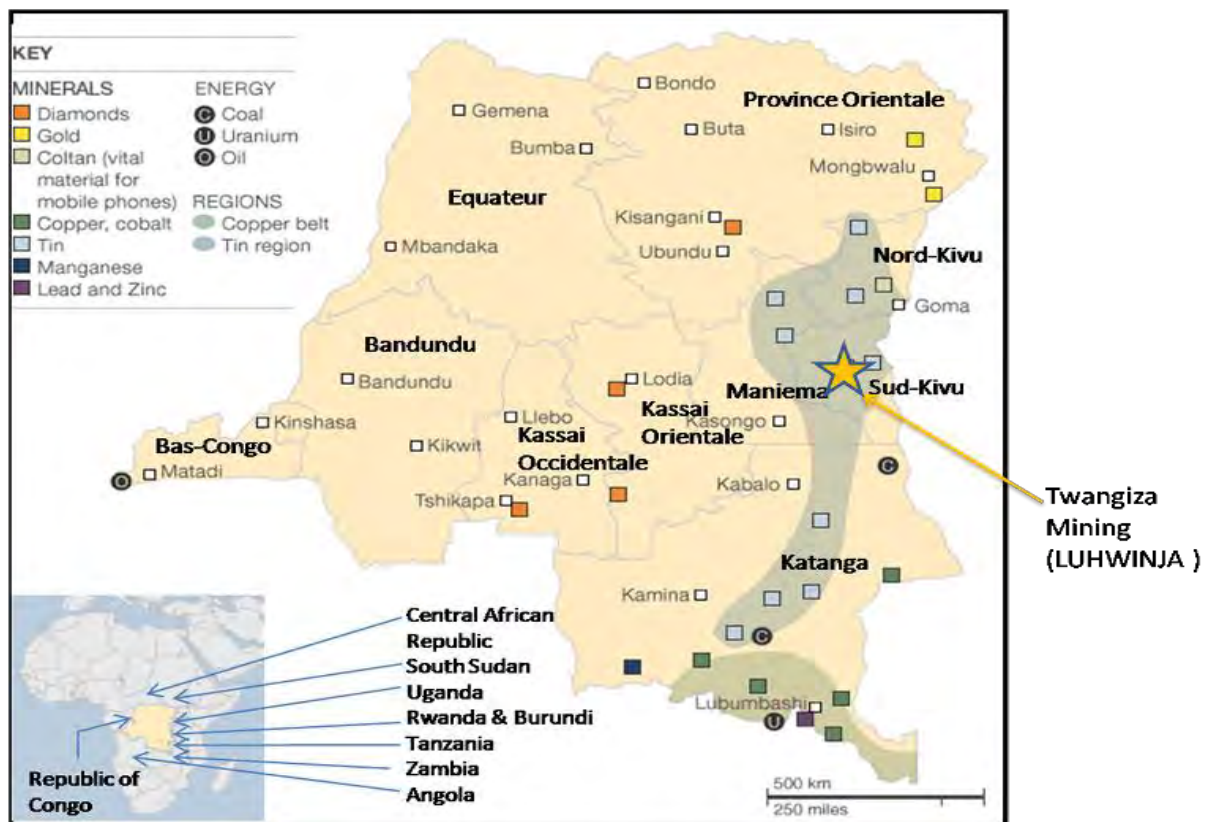 KEY
MINERALS
Diamonds
Gold
Coltan (vital
material for
mobile phones)
Copper, cobalt
Tin
Manganese
Lead and Zinc
ENERGY
C Coal
U Uranium
O Oil
REGIONS
Copper belt
Tin region
Bondo
Province Orientale
Gemena
Buta
Isiro
Bumba
Mongbwalu
Equateur
Kisangani
Mbandaka
Ubundu
Nord-Kivu
Goma
Bandundu
Bandundu
Lodia
Maniema
Sud-Kivu
Kinshasa
Llebo
Kassai
Orientale
Kasongo
Bas-Congo
Kikwit
Kassai
Occidentale
Matadi
O
Kanaga
C
Kabalo
Tshikapa
Twangiza
Mining
(LUHWINJA )
Katanga
Kamina
C
Lubumbashi
U
Central African
Republic
South Sudan
Uganda
Rwanda & Burundi
Tanzania
Zambia
Angola
Republic of
Congo
500 km
250 miles